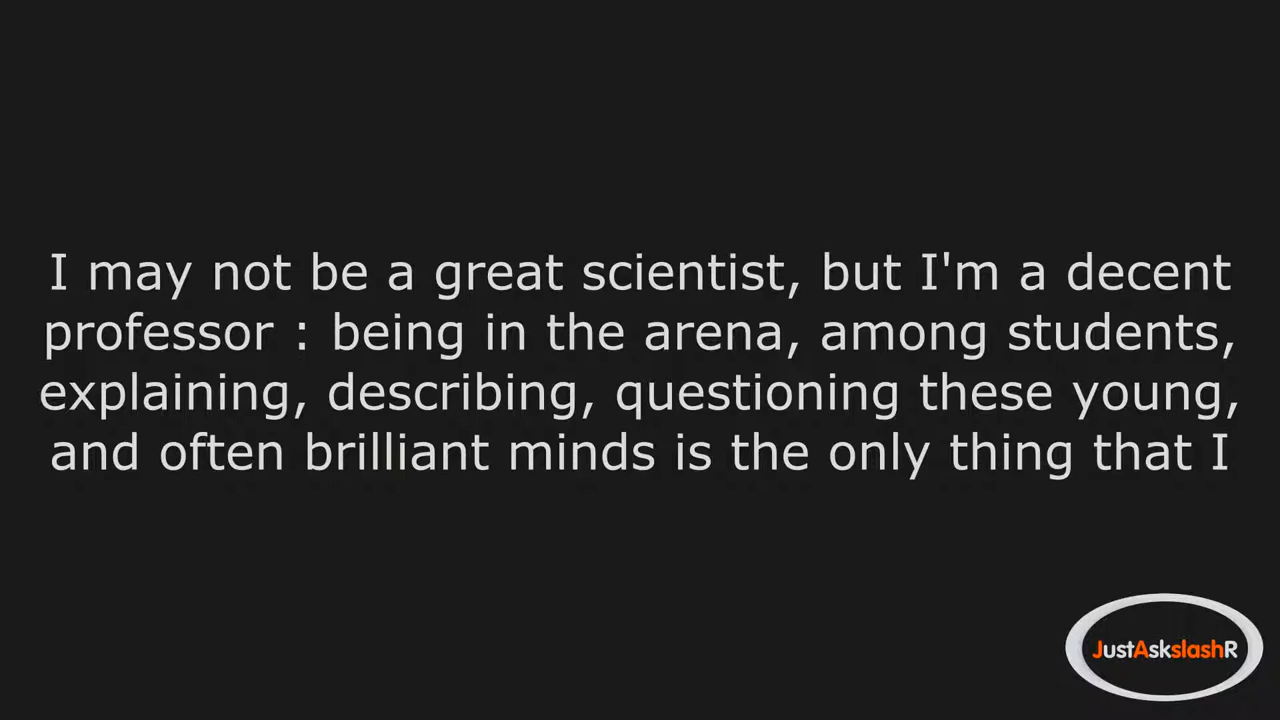 I may not be a great scientist, but I'm a decent
professor : being in the arena, among students,
explaining, describing, questioning these young,
and often brilliant minds is the only thing that I
JustAskslashR